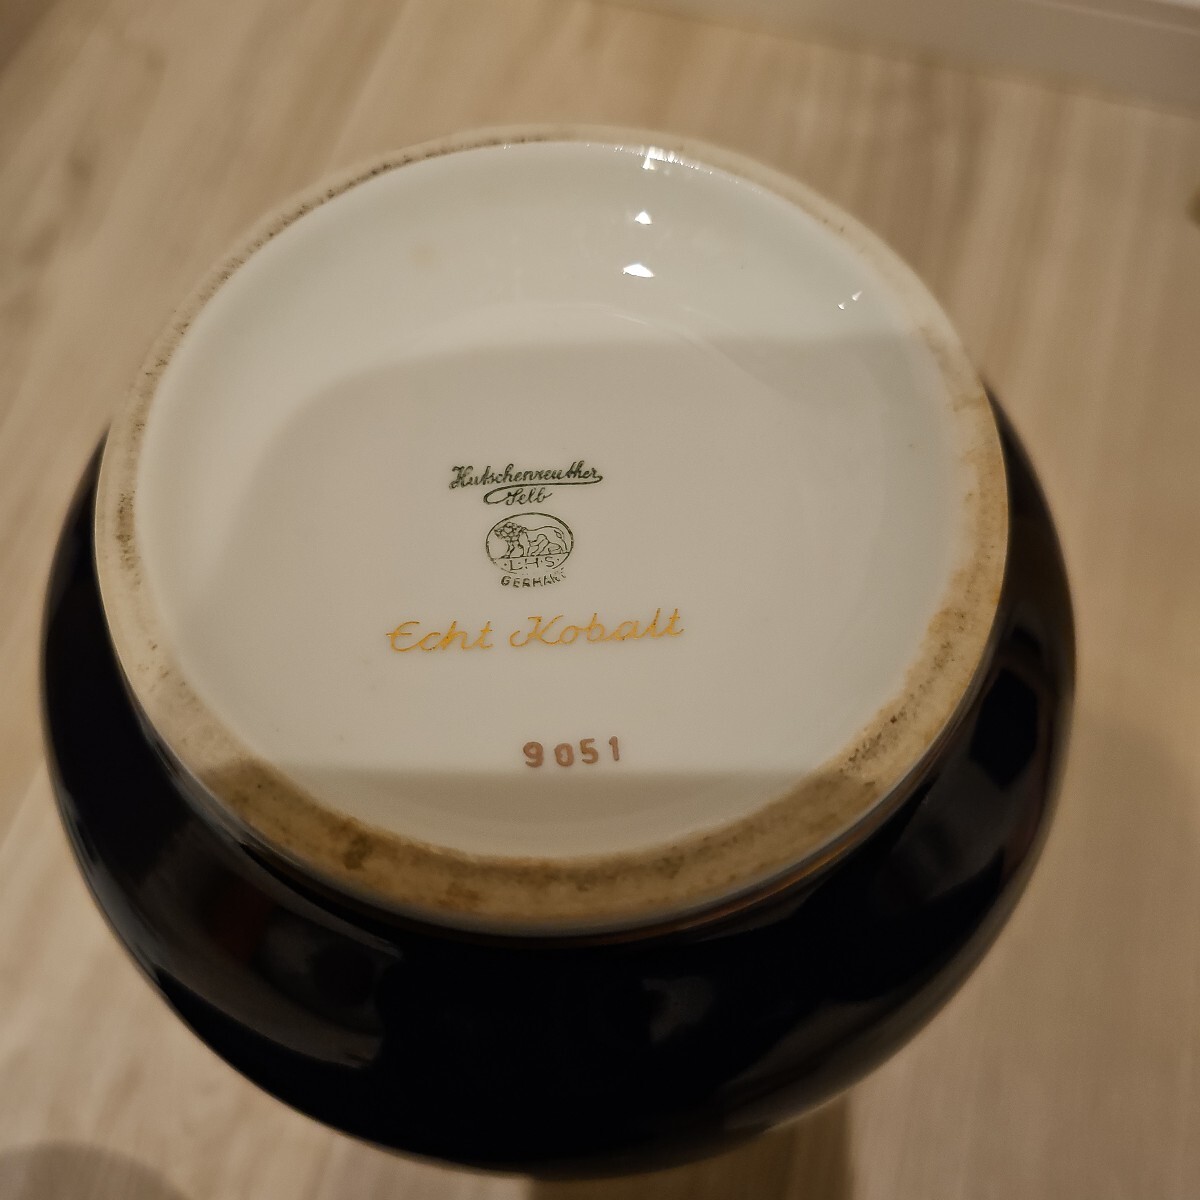 Hutschenreuther
Selb
L·H·S
GERMANY
Echt Kobalt
9051